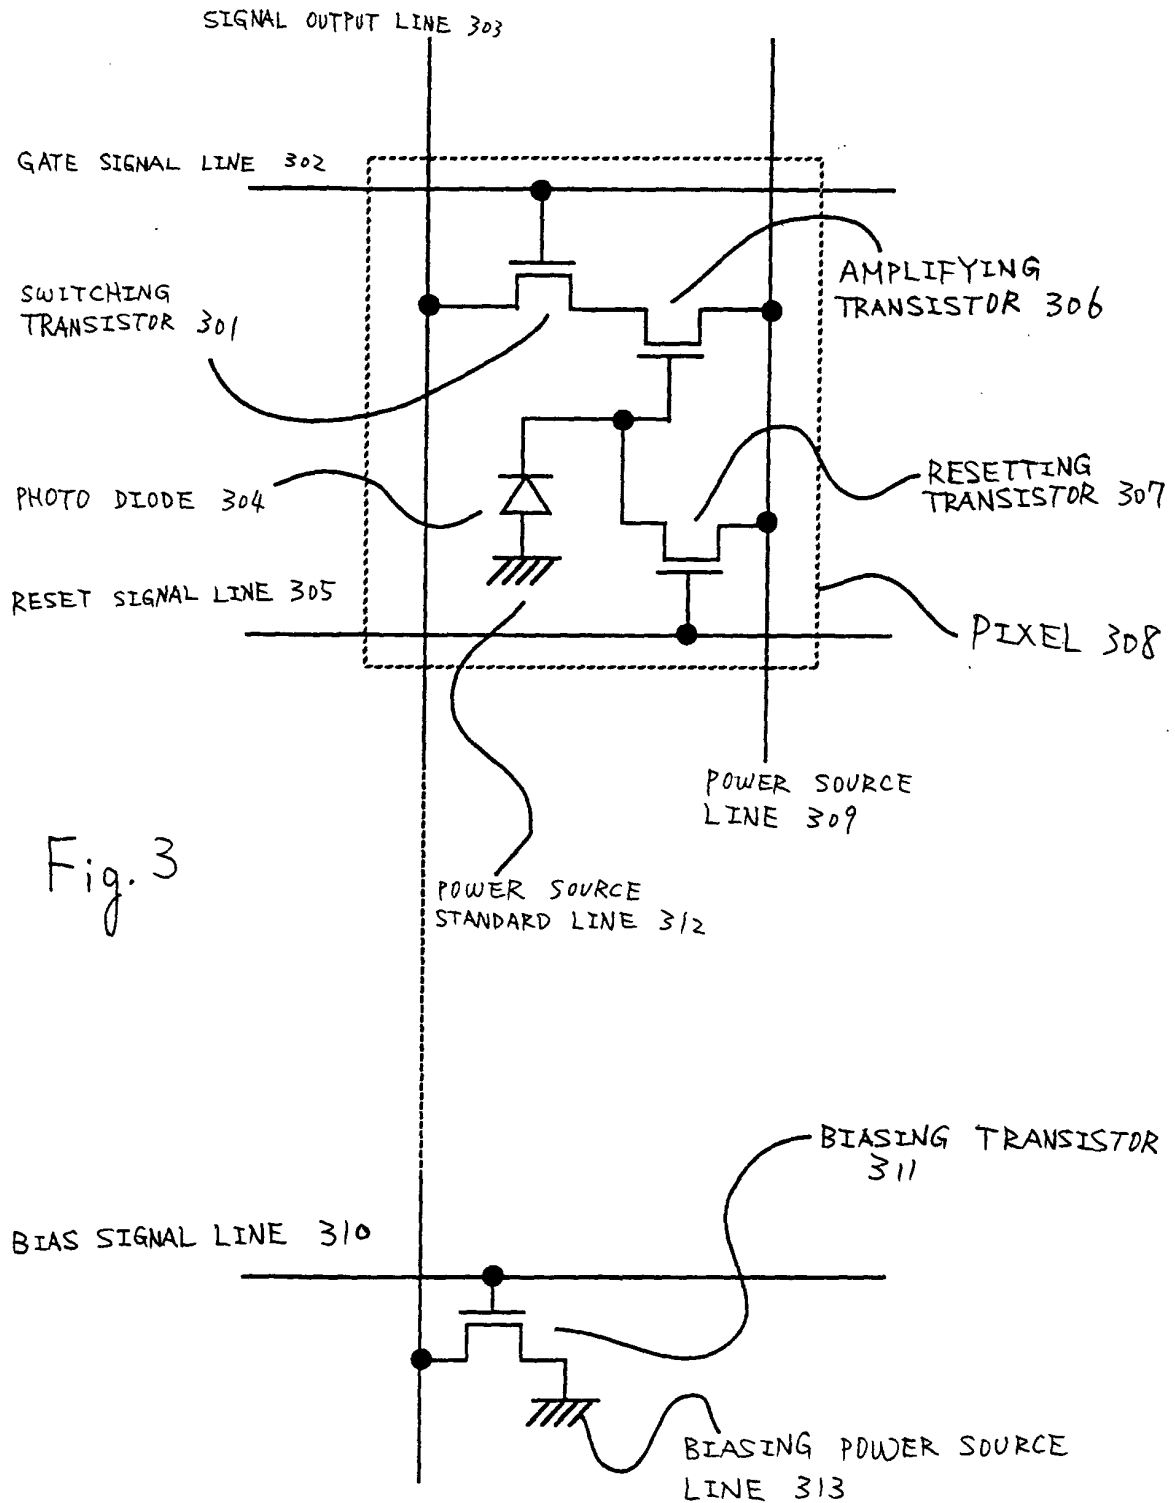 SIGNAL OUTPUT LINE 303
GATE SIGNAL LINE 302
SWITCHING
TRANSISTOR 301
AMPLIFYING
TRANSISTOR 306
PHOTO DIODE 304
RESETTING
TRANSISTOR 307
RESET SIGNAL LINE 305
PIXEL 308
POWER SOURCE
LINE 309
Fig. 3
POWER SOURCE
STANDARD LINE 312
BIASING TRANSISTOR
311
BIAS SIGNAL LINE 310
BIASING POWER SOURCE
LINE 313